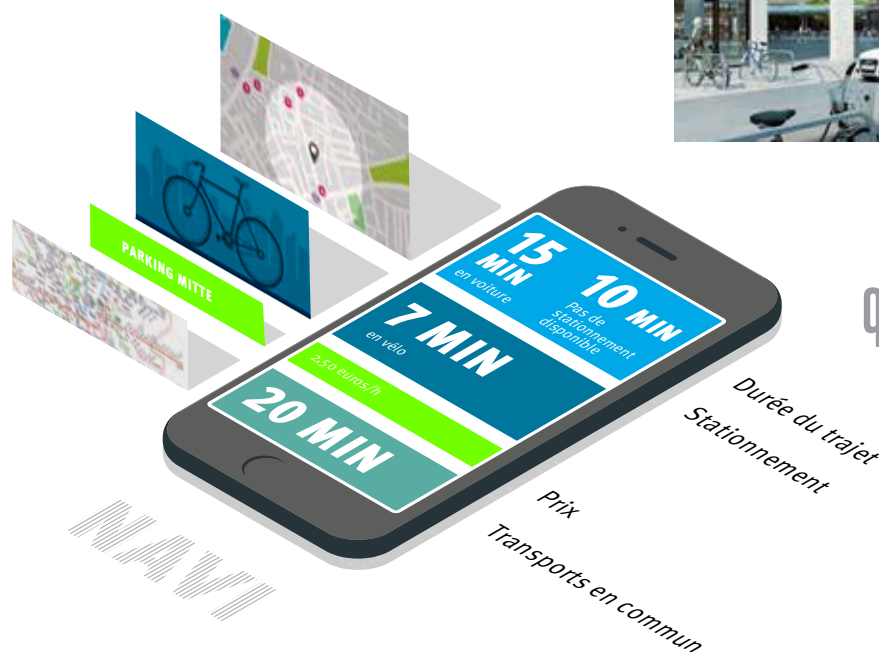 PARKING MITTE
15
MIN
en voiture
10 MIN
Pas de
stationnement
disponible
7 MIN
en vélo
2,50 euros/h
20 MIN
Durée du trajet
Stationnement
Prix
Transports en commun
NAVI